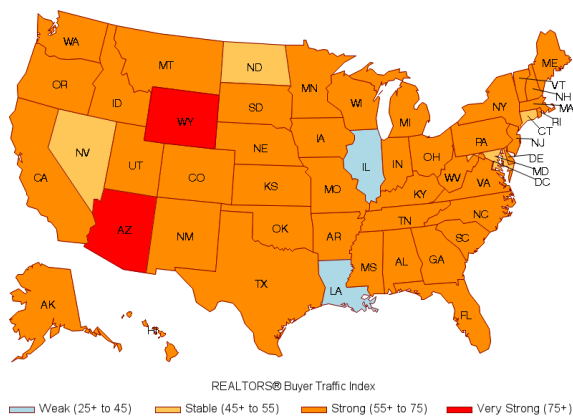 WA
MT
ND
MN
ME
VT
NH
MA
RI
CT
OR
ID
WY
SD
WI
MI
NY
NJ
PA
DE
MD
DC
NV
UT
CO
NE
IA
IL
IN
OH
WV
VA
CA
AZ
NM
KS
MO
KY
TN
NC
OK
AR
SC
TX
LA
MS
AL
GA
FL
AK
REALTORS® Buyer Traffic Index
Weak (25+ to 45) Stable (45+ to 55) Strong (55+ to 75) Very Strong (75+)